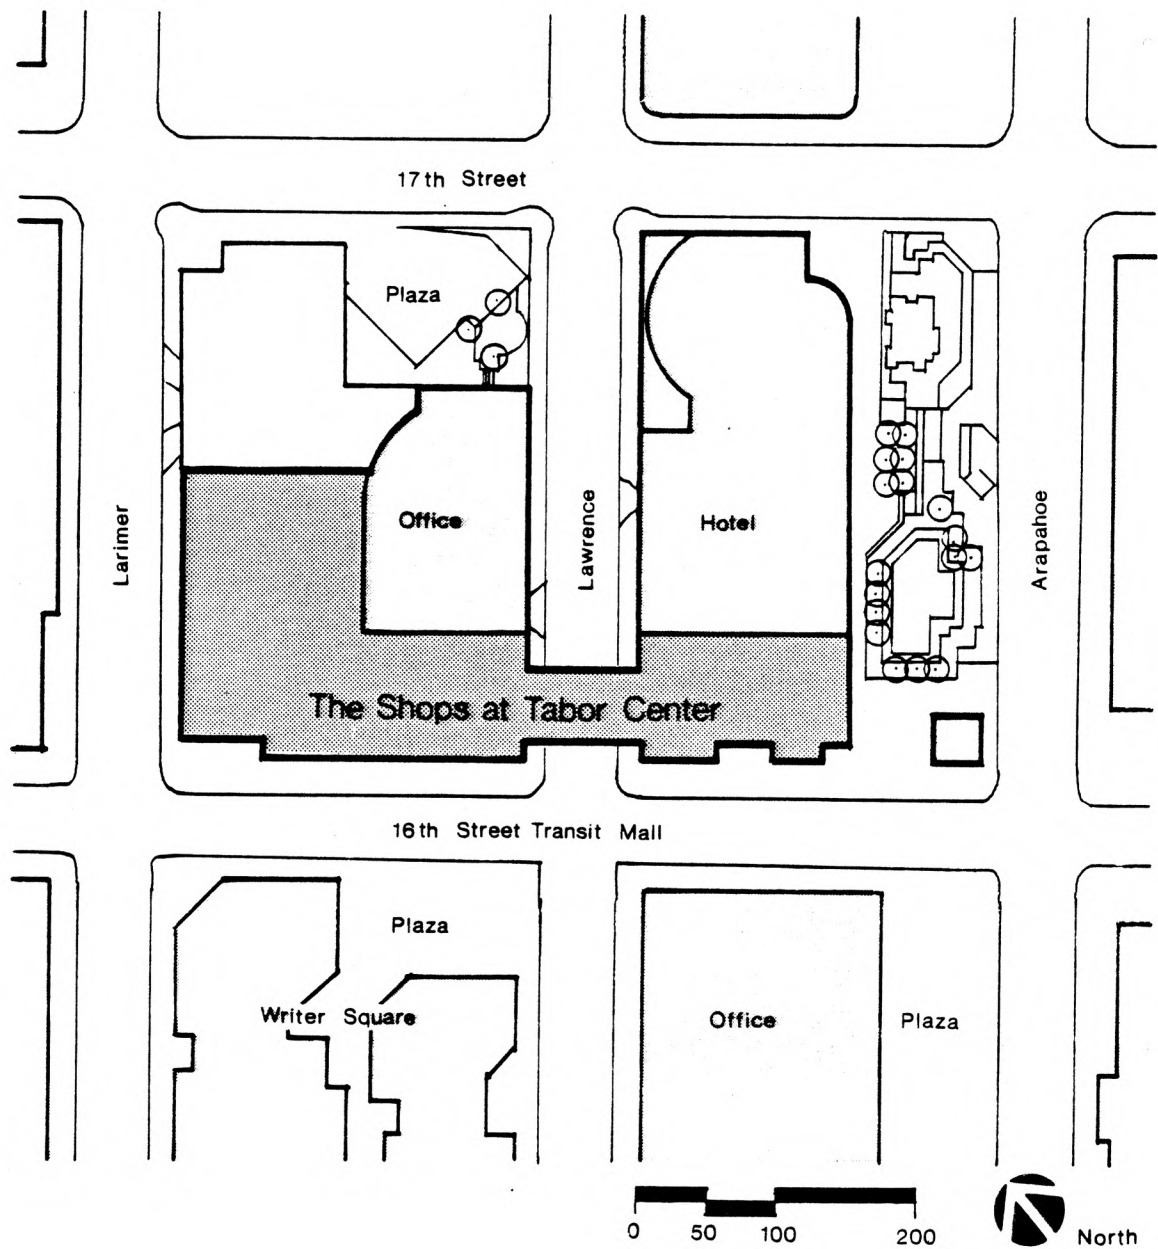 17th Street
Plaza
Larimer
Office
Lawrence
Hotel
Arapahoe
The Shops at Tabor Center
16th Street Transit Mall
Plaza
Writer Square
Office
Plaza
0 50 100 200
North